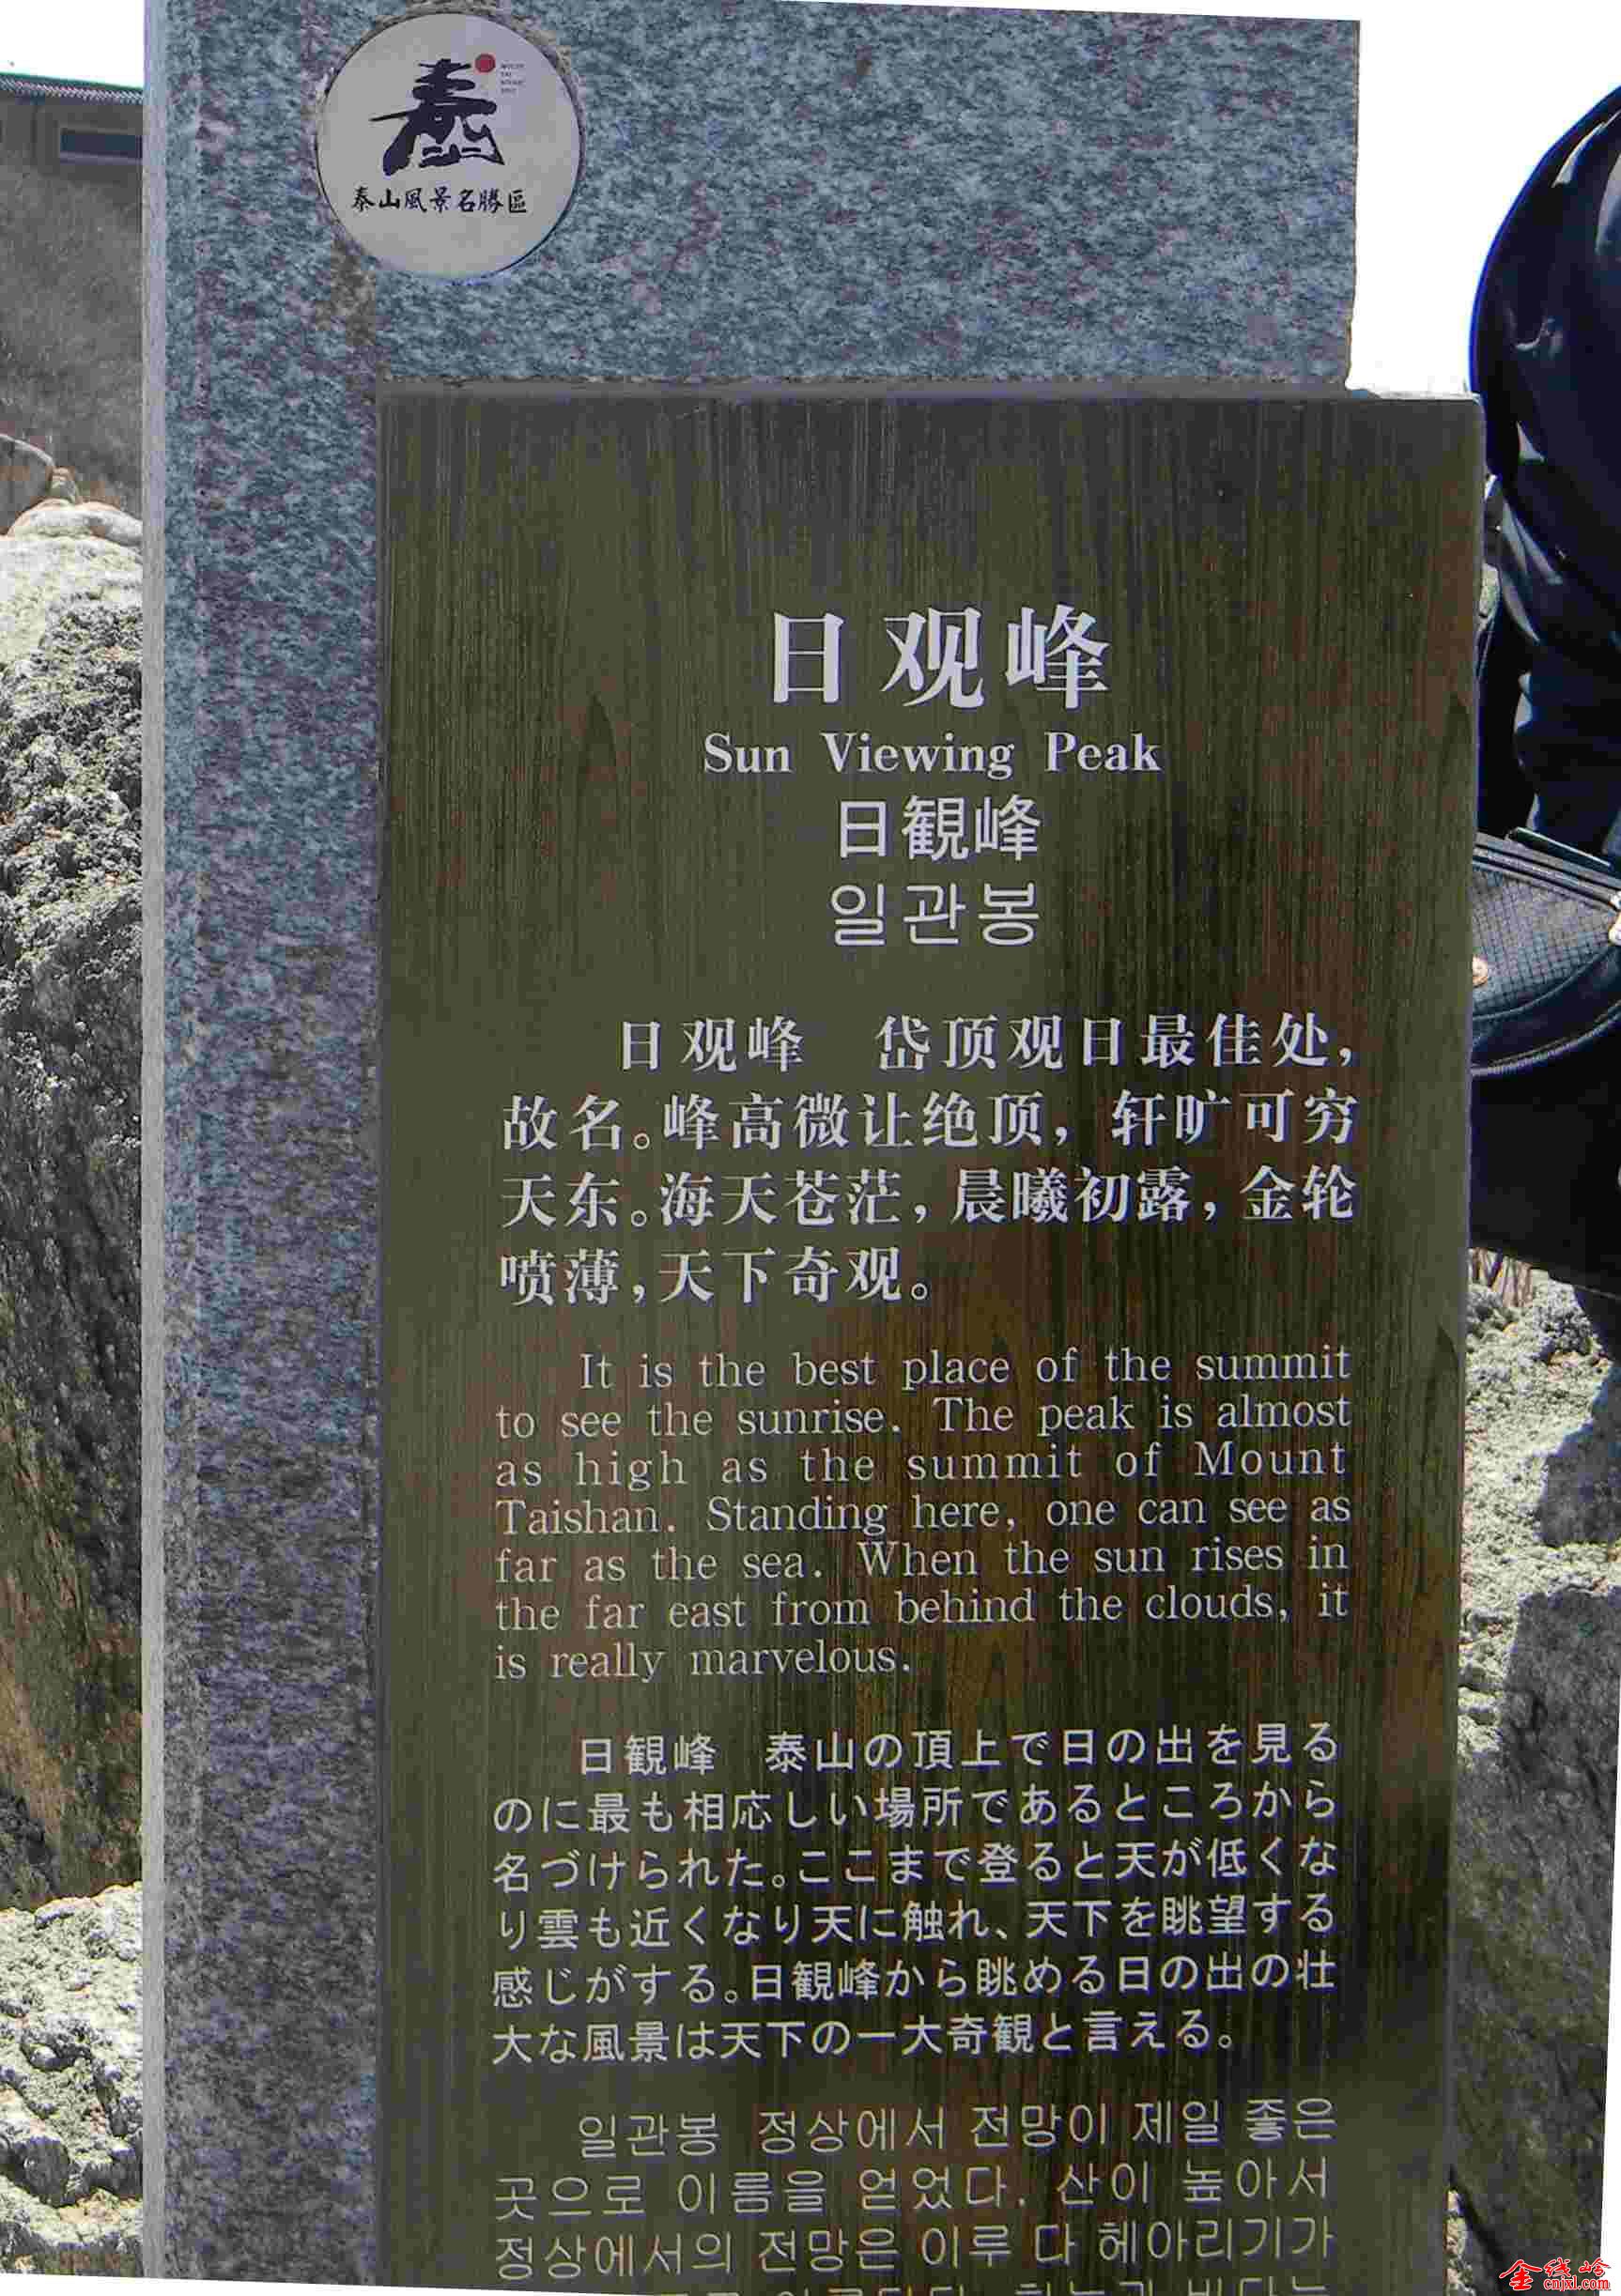 泰山風景名勝區
日观峰
Sun Viewing Peak
日観峰
일관봉
日观峰 岱顶观日最佳处，
故名。峰高微让绝顶，轩旷可穷
天东。海天苍茫，晨曦初露，金轮
喷薄，天下奇观。
It is the best place of the summit
to see the sunrise. The peak is almost
as high as the summit of Mount
Taishan. Standing here, one can see as
far as the sea. When the sun rises in
the far east from behind the clouds, it
is really marvelous.
日観峰 泰山の頂上で日の出を見る
のに最も相応しい場所であるところから
名づけられた。ここまで登ると天が低くな
り雲も近くなり天に触れ、天下を眺望する
感じがする。日観峰から眺める日の出の壮
大な風景は天下の一大奇観と言える。
일관봉 정상에서 전망이 제일 좋은
곳으로 이름을 얻었다. 산이 높아서
정상에서의 전망은 이루 다 헤아리기가
金线岭
cnjxl.com